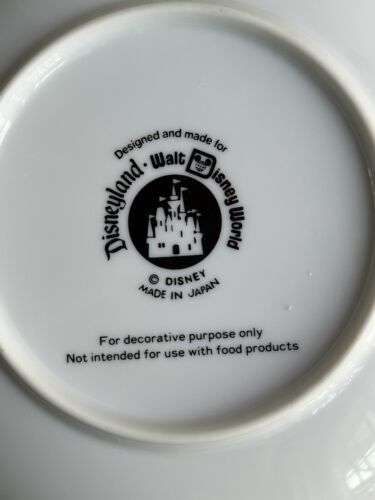 Designed and made for
Disneyland · Walt Disney World
© DISNEY
MADE IN JAPAN
For decorative purpose only
Not intended for use with food products